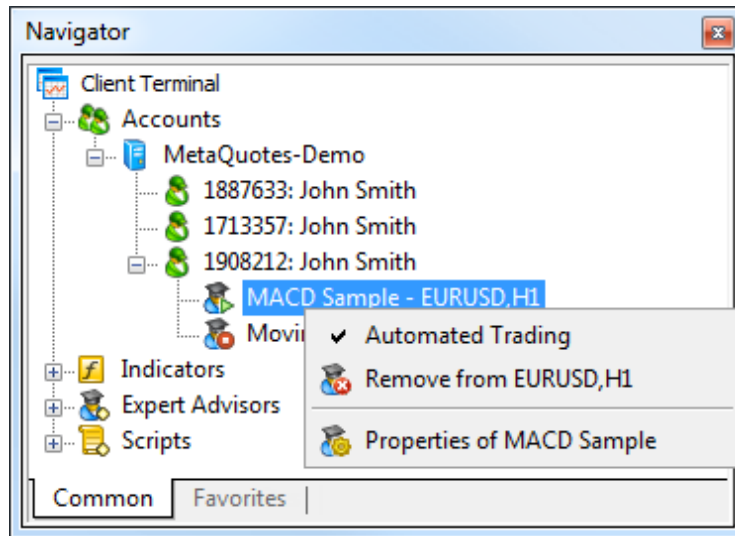 Navigator
Client Terminal
Accounts
MetaQuotes-Demo
1887633: John Smith
1713357: John Smith
1908212: John Smith
MACD Sample - EURUSD,H1
Automated Trading
Remove from EURUSD,H1
Properties of MACD Sample
Indicators
Expert Advisors
Scripts
Common Favorites